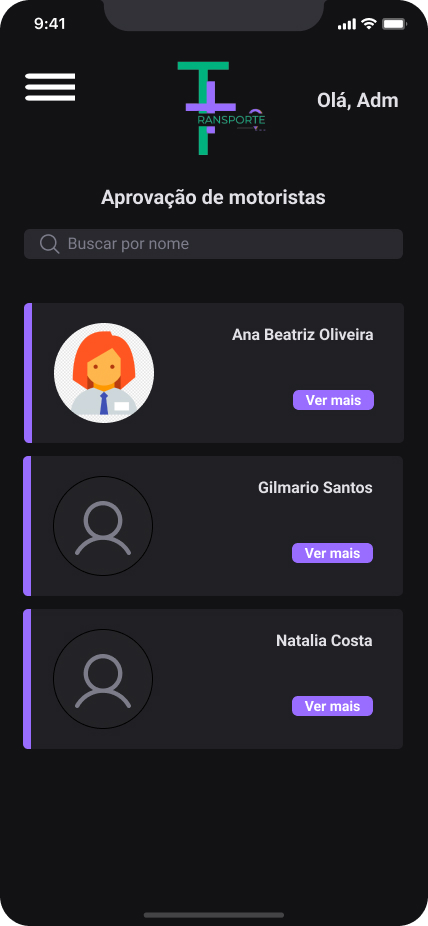 9:41
Olá, Adm
RANSPORTE
Aprovação de motoristas
Buscar por nome
Ana Beatriz Oliveira
Ver mais
Gilmario Santos
Ver mais
Natalia Costa
Ver mais